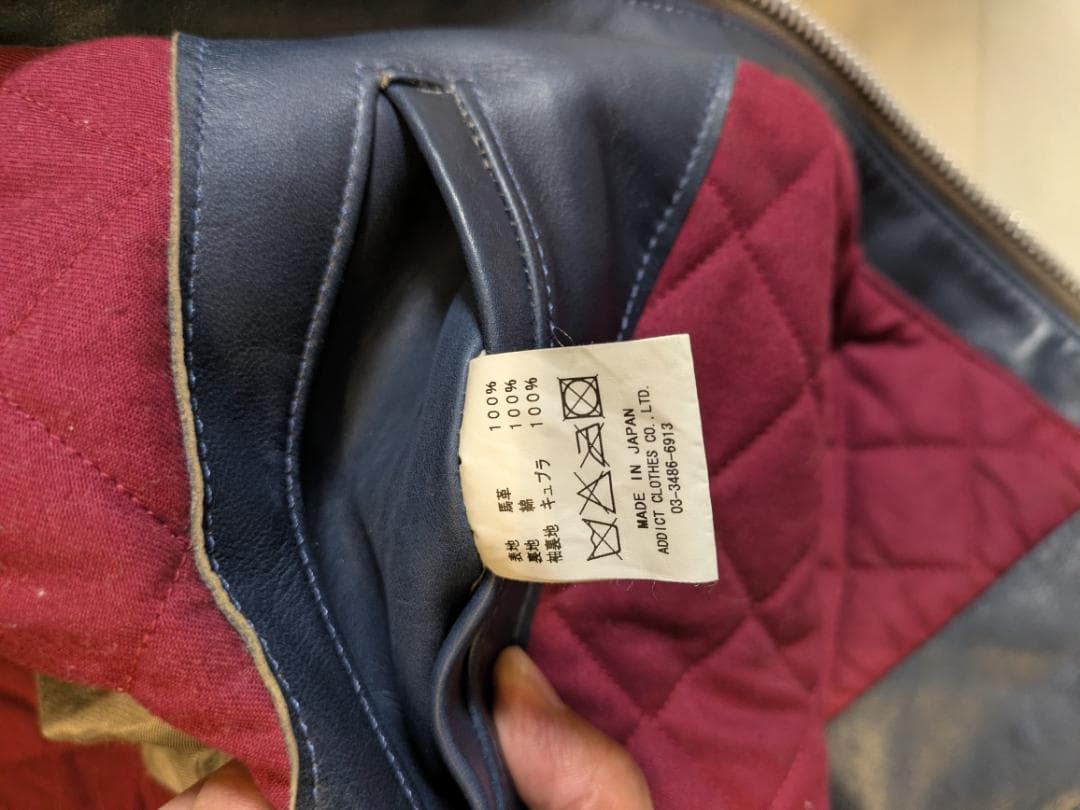 表地　馬革　１００％
裏地　綿　１００％
袖裏地　キュプラ　１００％
MADE IN JAPAN
ADDICT CLOTHES CO.,LTD.
03-3486-6913